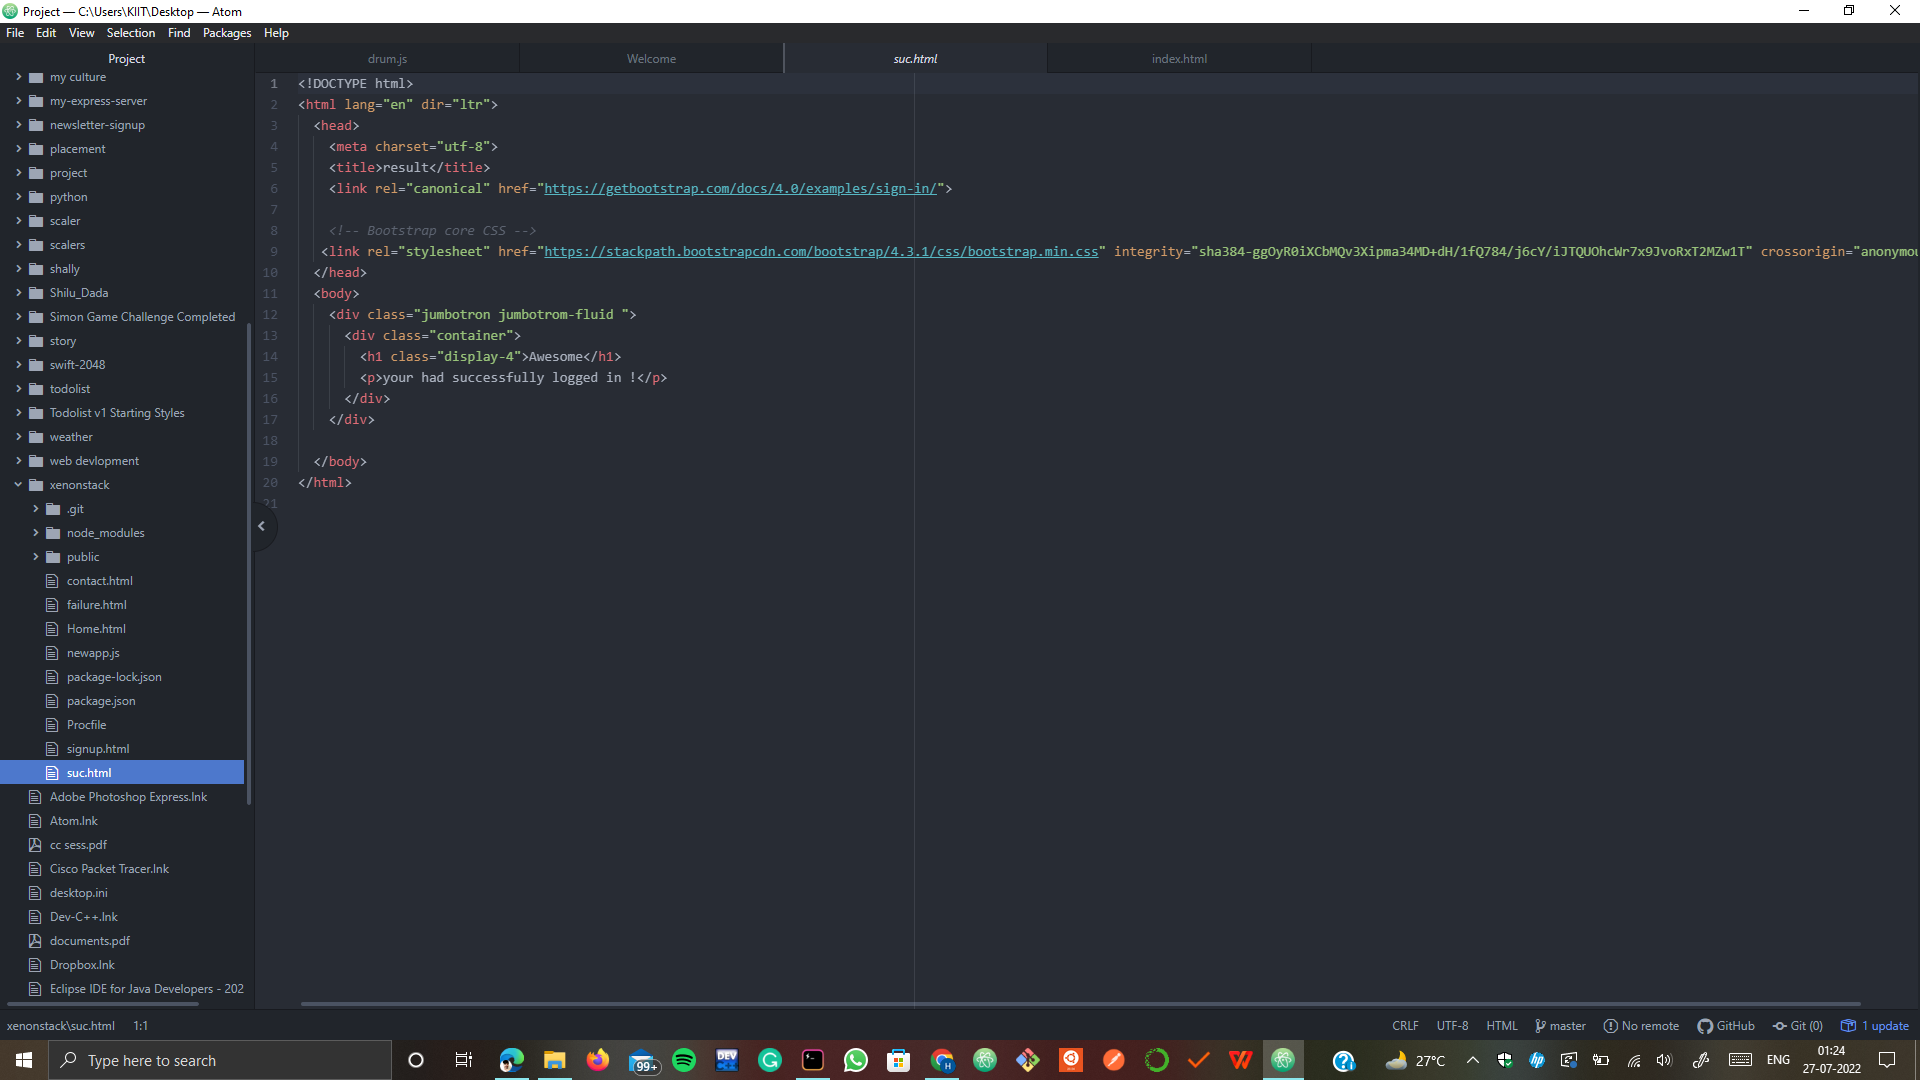 Project — C:\Users\KIIT\Desktop — Atom
File Edit View Selection Find Packages Help
Project
my culture
my-express-server
newsletter-signup
placement
project
python
scaler
scalers
shally
Shilu_Dada
Simon Game Challenge Completed
story
swift-2048
todolist
Todolist v1 Starting Styles
weather
web devlopment
xenonstack
.git
node_modules
public
contact.html
failure.html
Home.html
newapp.js
package-lock.json
package.json
Procfile
signup.html
suc.html
Adobe Photoshop Express.lnk
Atom.lnk
cc sess.pdf
Cisco Packet Tracer.lnk
desktop.ini
Dev-C++.lnk
documents.pdf
Dropbox.lnk
Eclipse IDE for Java Developers - 202
drum.js Welcome suc.html index.html
1 <!DOCTYPE html>
2 <html lang="en" dir="ltr">
3 <head>
4 <meta charset="utf-8">
5 <title>result</title>
6 <link rel="canonical" href="https://getbootstrap.com/docs/4.0/examples/sign-in/">
7
8 <!-- Bootstrap core CSS -->
9 <link rel="stylesheet" href="https://stackpath.bootstrapcdn.com/bootstrap/4.3.1/css/bootstrap.min.css" integrity="sha384-ggOyR0iXCbMQv3Xipma34MD+dH/1fQ784/j6cY/iJTQUOhcWr7x9JvoRxT2MZw1T" crossorigin="anonymou
10 </head>
11 <body>
12 <div class="jumbotron jumbotrom-fluid ">
13 <div class="container">
14 <h1 class="display-4">Awesome</h1>
15 <p>your had successfully logged in !</p>
16 </div>
17 </div>
18
19 </body>
20 </html>
21
xenonstack\suc.html 1:1 CRLF UTF-8 HTML master No remote GitHub Git (0) 1 update
Type here to search
99+
DEV
H
27°C
ENG
01:24
27-07-2022